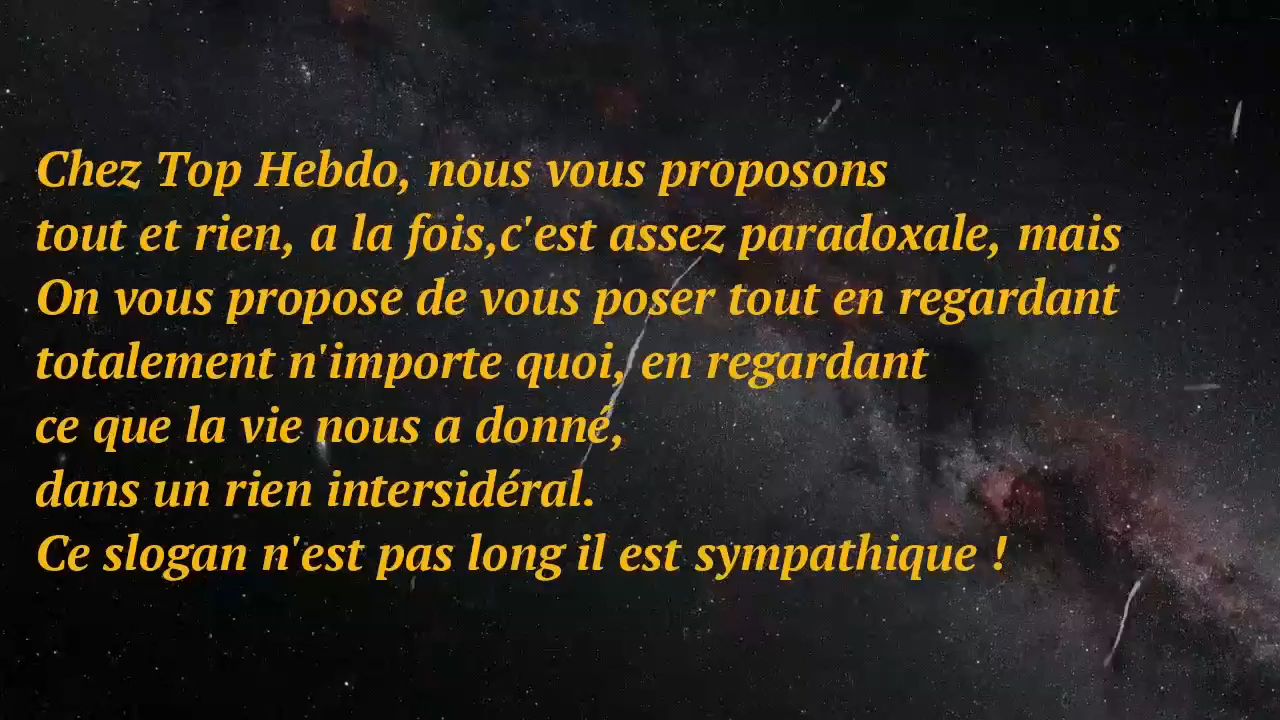 Chez Top Hebdo, nous vous proposons
tout et rien, a la fois,c'est assez paradoxale, mais
On vous propose de vous poser tout en regardant
totalement n'importe quoi, en regardant
ce que la vie nous a donné,
dans un rien intersidéral.
Ce slogan n'est pas long il est sympathique !